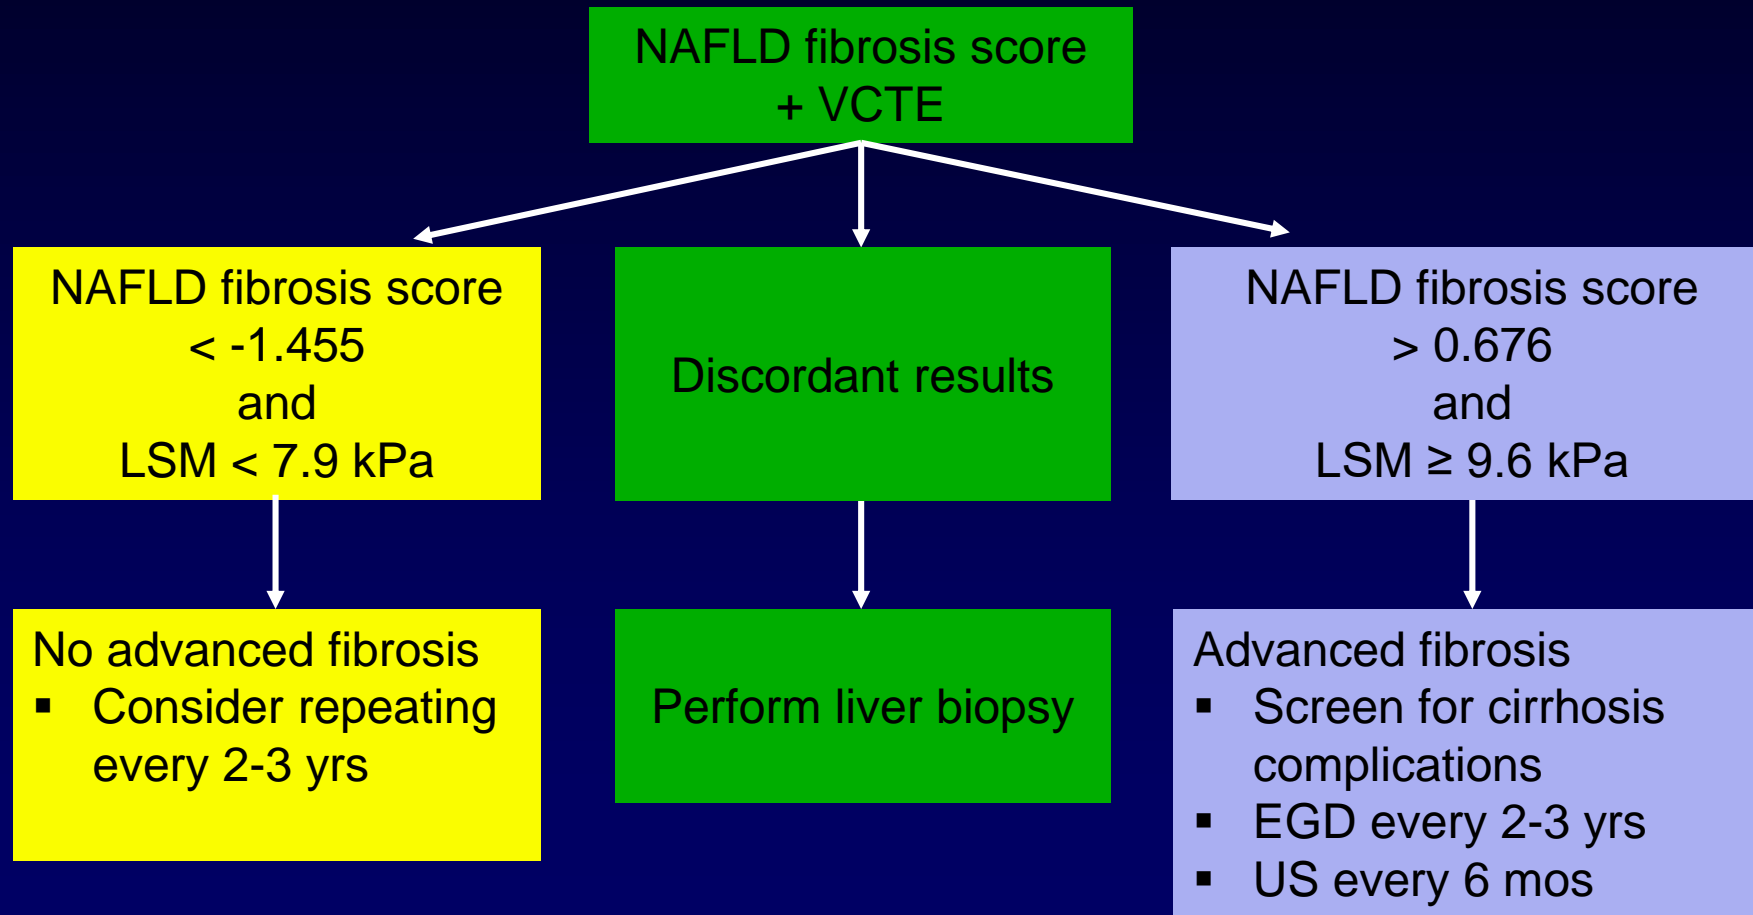 NAFLD fibrosis score
+ VCTE
NAFLD fibrosis score
< -1.455
and
LSM < 7.9 kPa
Discordant results
NAFLD fibrosis score
> 0.676
and
LSM ≥ 9.6 kPa
No advanced fibrosis
▪ Consider repeating
every 2-3 yrs
Perform liver biopsy
Advanced fibrosis
▪ Screen for cirrhosis
complications
▪ EGD every 2-3 yrs
▪ US every 6 mos